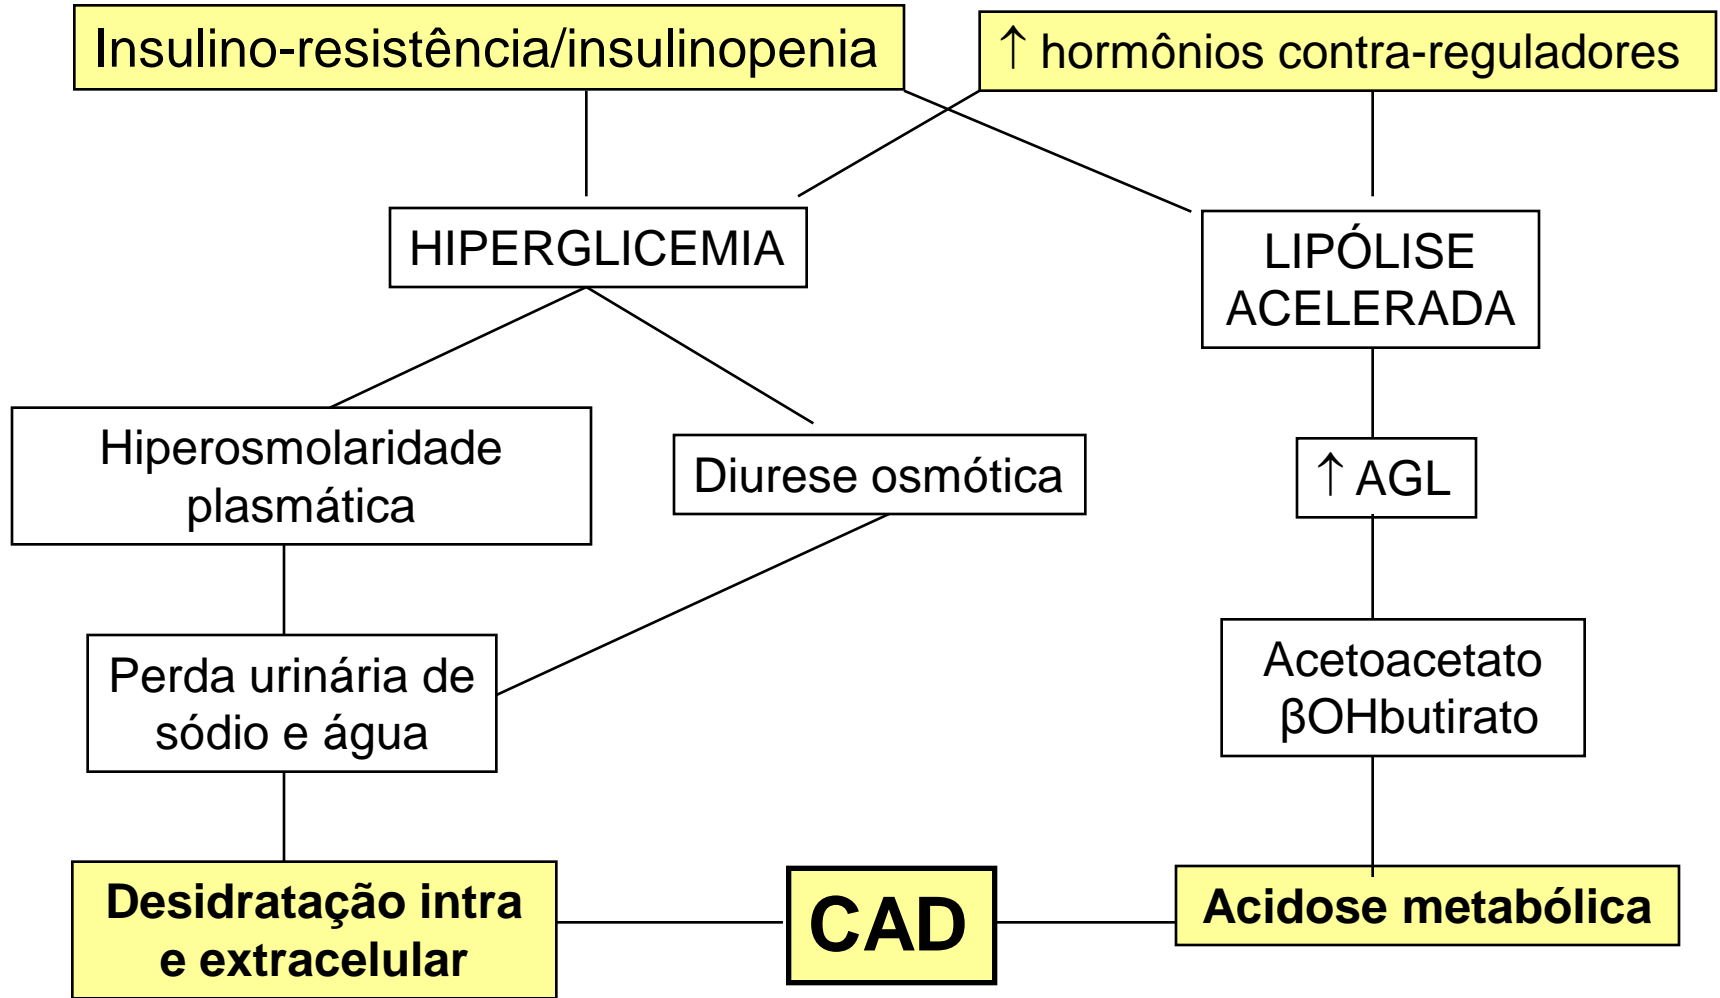 Insulino-resistência/insulinopenia
↑ hormônios contra-reguladores
HIPERGLICEMIA
LIPÓLISE
ACELERADA
Hiperosmolaridade
plasmática
Diurese osmótica
↑ AGL
Perda urinária de
sódio e água
Acetoacetato
βOHbutirato
Desidratação intra
e extracelular
CAD
Acidose metabólica